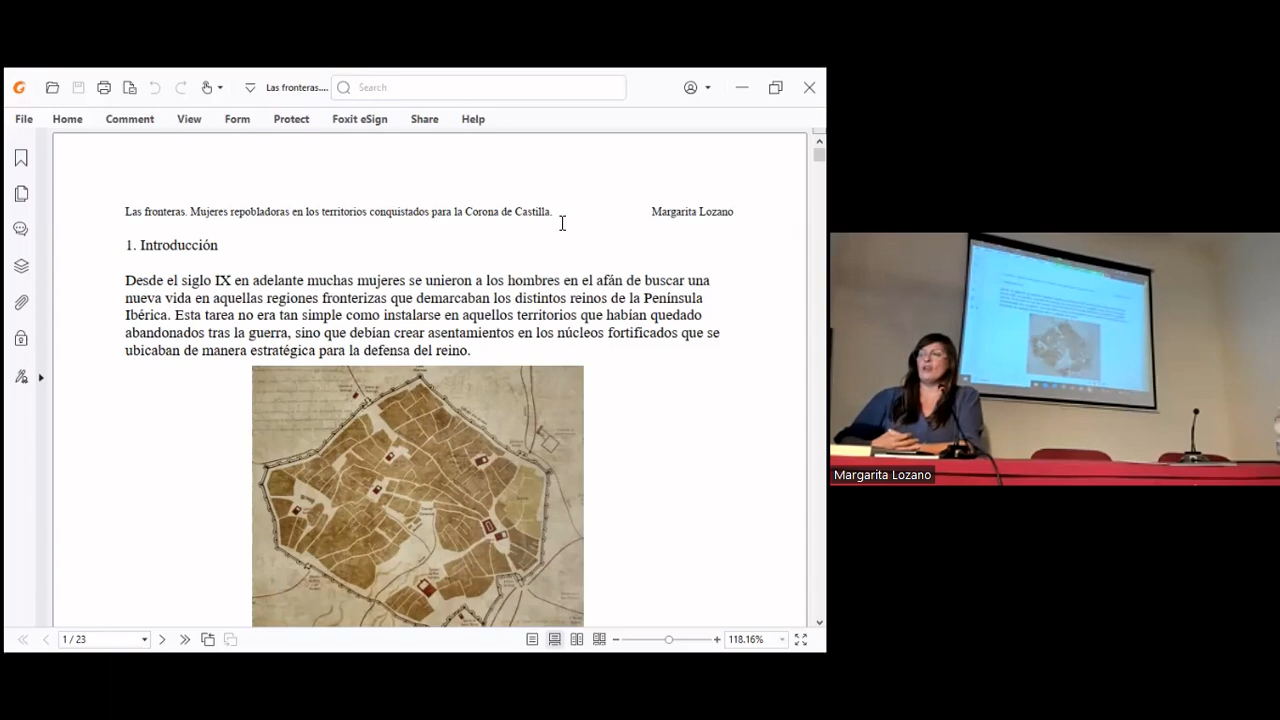 Las fronteras....
Search
File Home Comment View Form Protect Foxit eSign Share Help
Las fronteras. Mujeres repobladoras en los territorios conquistados para la Corona de Castilla. Margarita Lozano
1. Introducción
Desde el siglo IX en adelante muchas mujeres se unieron a los hombres en el afán de buscar una
nueva vida en aquellas regiones fronterizas que demarcaban los distintos reinos de la Península
Ibérica. Esta tarea no era tan simple como instalarse en aquellos territorios que habían quedado
abandonados tras la guerra, sino que debían crear asentamientos en los núcleos fortificados que se
ubicaban de manera estratégica para la defensa del reino.
1 / 23
118.16%
Margarita Lozano